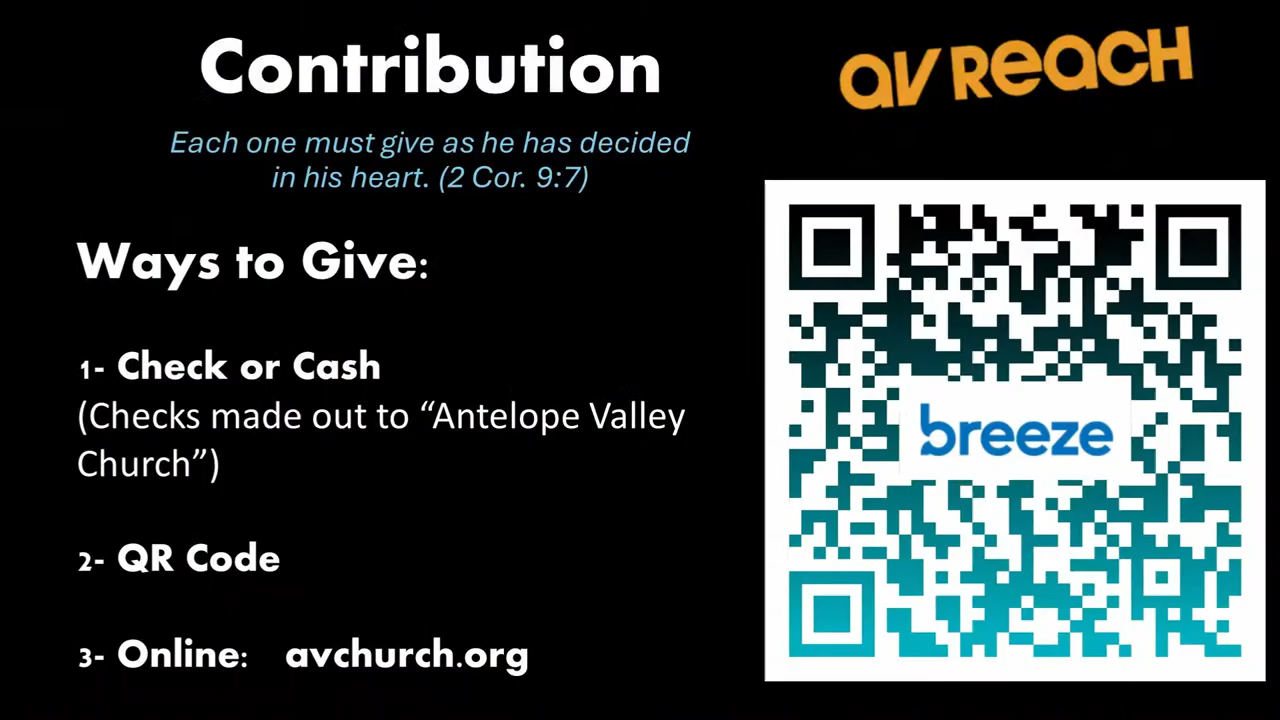 Contribution
AV REACH
Each one must give as he has decided
in his heart. (2 Cor. 9:7)
Ways to Give:
1- Check or Cash
(Checks made out to “Antelope Valley
Church”)
breeze
2- QR Code
3- Online: avchurch.org